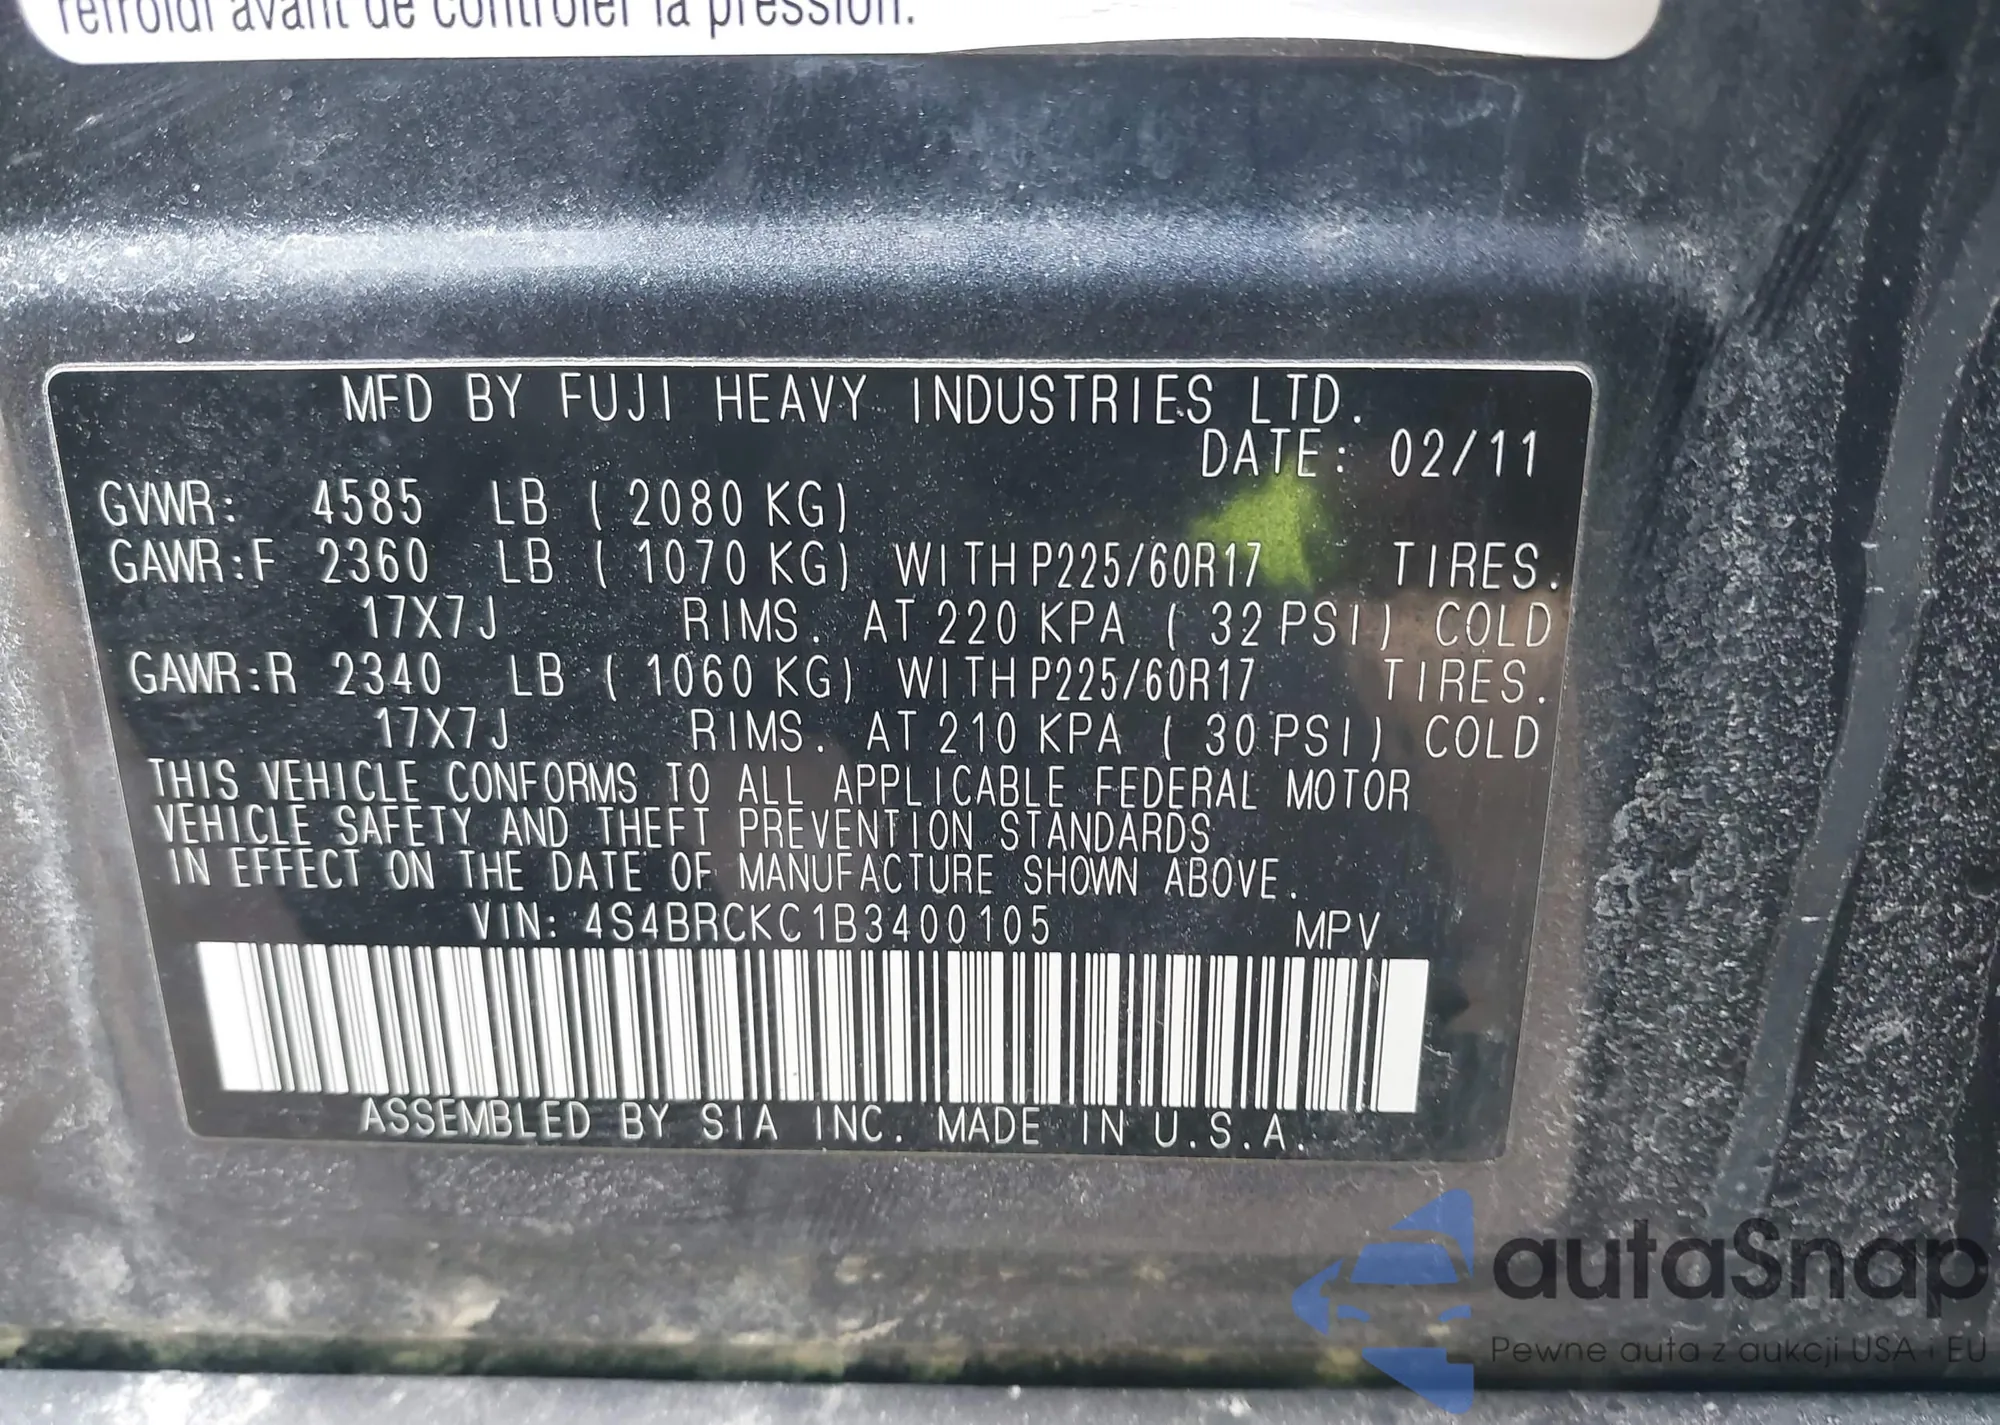 refroidi avant de contrôler la pression.
MFD BY FUJI HEAVY INDUSTRIES LTD.
DATE: 02/11
GVWR: 4585 LB ( 2080 KG)
GAWR:F 2360 LB ( 1070 KG) WITH P225/60R17 TIRES.
17X7J RIMS. AT 220 KPA ( 32 PSI) COLD
GAWR:R 2340 LB ( 1060 KG) WITH P225/60R17 TIRES.
17X7J RIMS. AT 210 KPA ( 30 PSI) COLD
THIS VEHICLE CONFORMS TO ALL APPLICABLE FEDERAL MOTOR
VEHICLE SAFETY AND THEFT PREVENTION STANDARDS
IN EFFECT ON THE DATE OF MANUFACTURE SHOWN ABOVE.
VIN: 4S4BRCKC1B3400105 MPV
ASSEMBLED BY SIA INC. MADE IN U.S.A.
autaSnap
Pewne auta z aukcji USA i EU